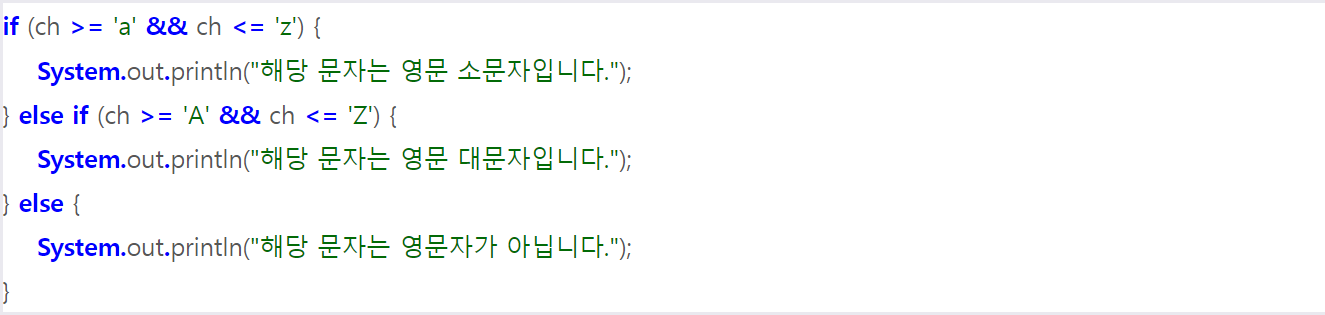 if (ch >= 'a' && ch <= 'z') {
    System.out.println("해당 문자는 영문 소문자입니다.");
} else if (ch >= 'A' && ch <= 'Z') {
    System.out.println("해당 문자는 영문 대문자입니다.");
} else {
    System.out.println("해당 문자는 영문자가 아닙니다.");
}